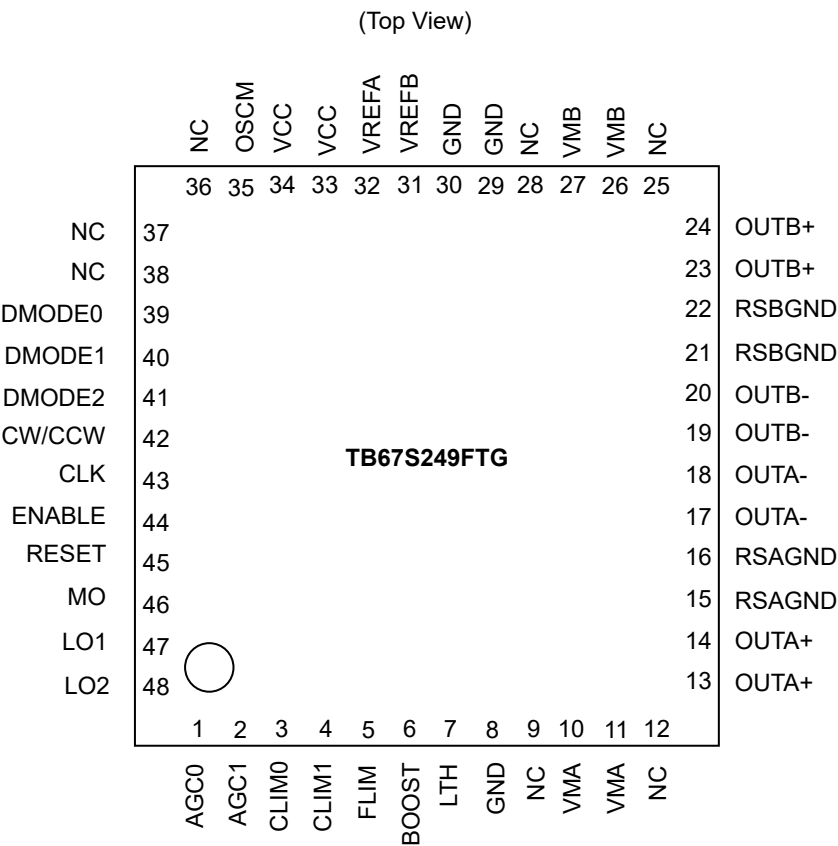 (Top View)
NC OSCM VCC VCC VREFA VREFB GND GND NC VMB VMB NC
36 35 34 33 32 31 30 29 28 27 26 25
NC 37
NC 38
DMODE0 39
DMODE1 40
DMODE2 41
CW/CCW 42
CLK 43
ENABLE 44
RESET 45
MO 46
LO1 47
LO2 48
TB67S249FTG
24 OUTB+
23 OUTB+
22 RSBGND
21 RSBGND
20 OUTB-
19 OUTB-
18 OUTA-
17 OUTA-
16 RSAGND
15 RSAGND
14 OUTA+
13 OUTA+
1 2 3 4 5 6 7 8 9 10 11 12
AGC0 AGC1 CLIM0 CLIM1 FLIM BOOST LTH GND NC VMA VMA NC